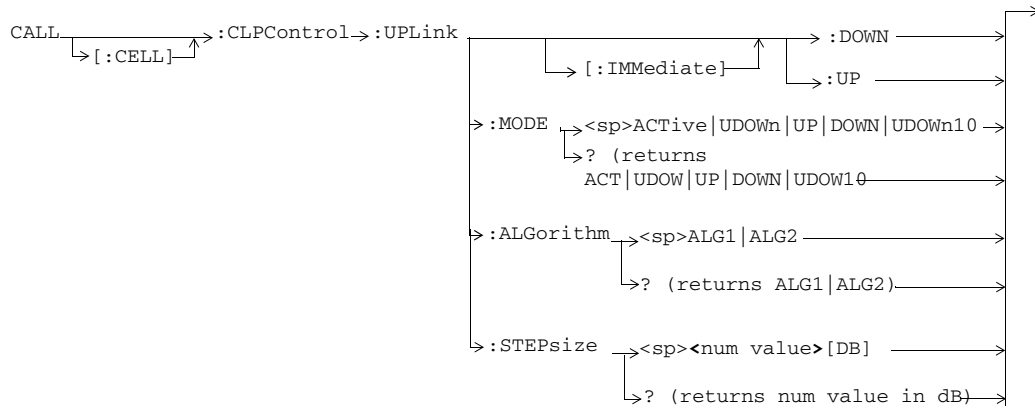 CALL :CLPControl :UPLink :DOWN
[:CELL] [:IMMediate]
:UP
:MODE <sp>ACTive|UDOWn|UP|DOWN|UDOWn10
? (returns
ACT|UDOW|UP|DOWN|UDOW10
:ALGorithm <sp>ALG1|ALG2
? (returns ALG1|ALG2)
:STEPsize <sp><num value>[DB]
? (returns num value in dB)